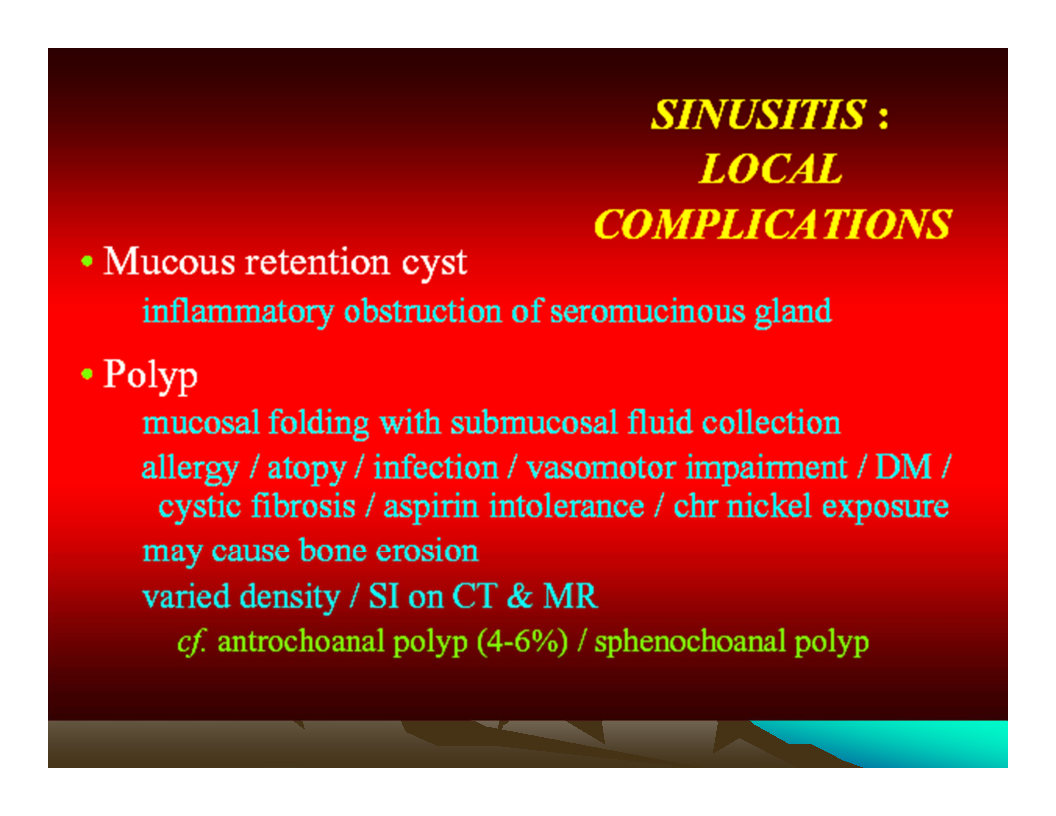 SINUSITIS :
LOCAL
COMPLICATIONS
• Mucous retention cyst
inflammatory obstruction of seromucinous gland
• Polyp
mucosal folding with submucosal fluid collection
allergy / atopy / infection / vasomotor impairment / DM /
cystic fibrosis / aspirin intolerance / chr nickel exposure
may cause bone erosion
varied density / SI on CT & MR
cf. antrochoanal polyp (4-6%) / sphenochoanal polyp